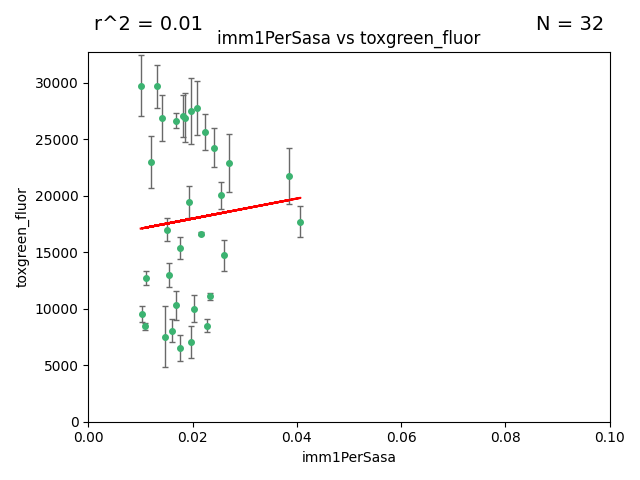 r^2 = 0.01
N = 32
imm1PerSasa vs toxgreen_fluor
30000
25000
20000
15000
10000
5000
0
toxgreen_fluor
0.00
0.02
0.04
0.06
0.08
0.10
imm1PerSasa